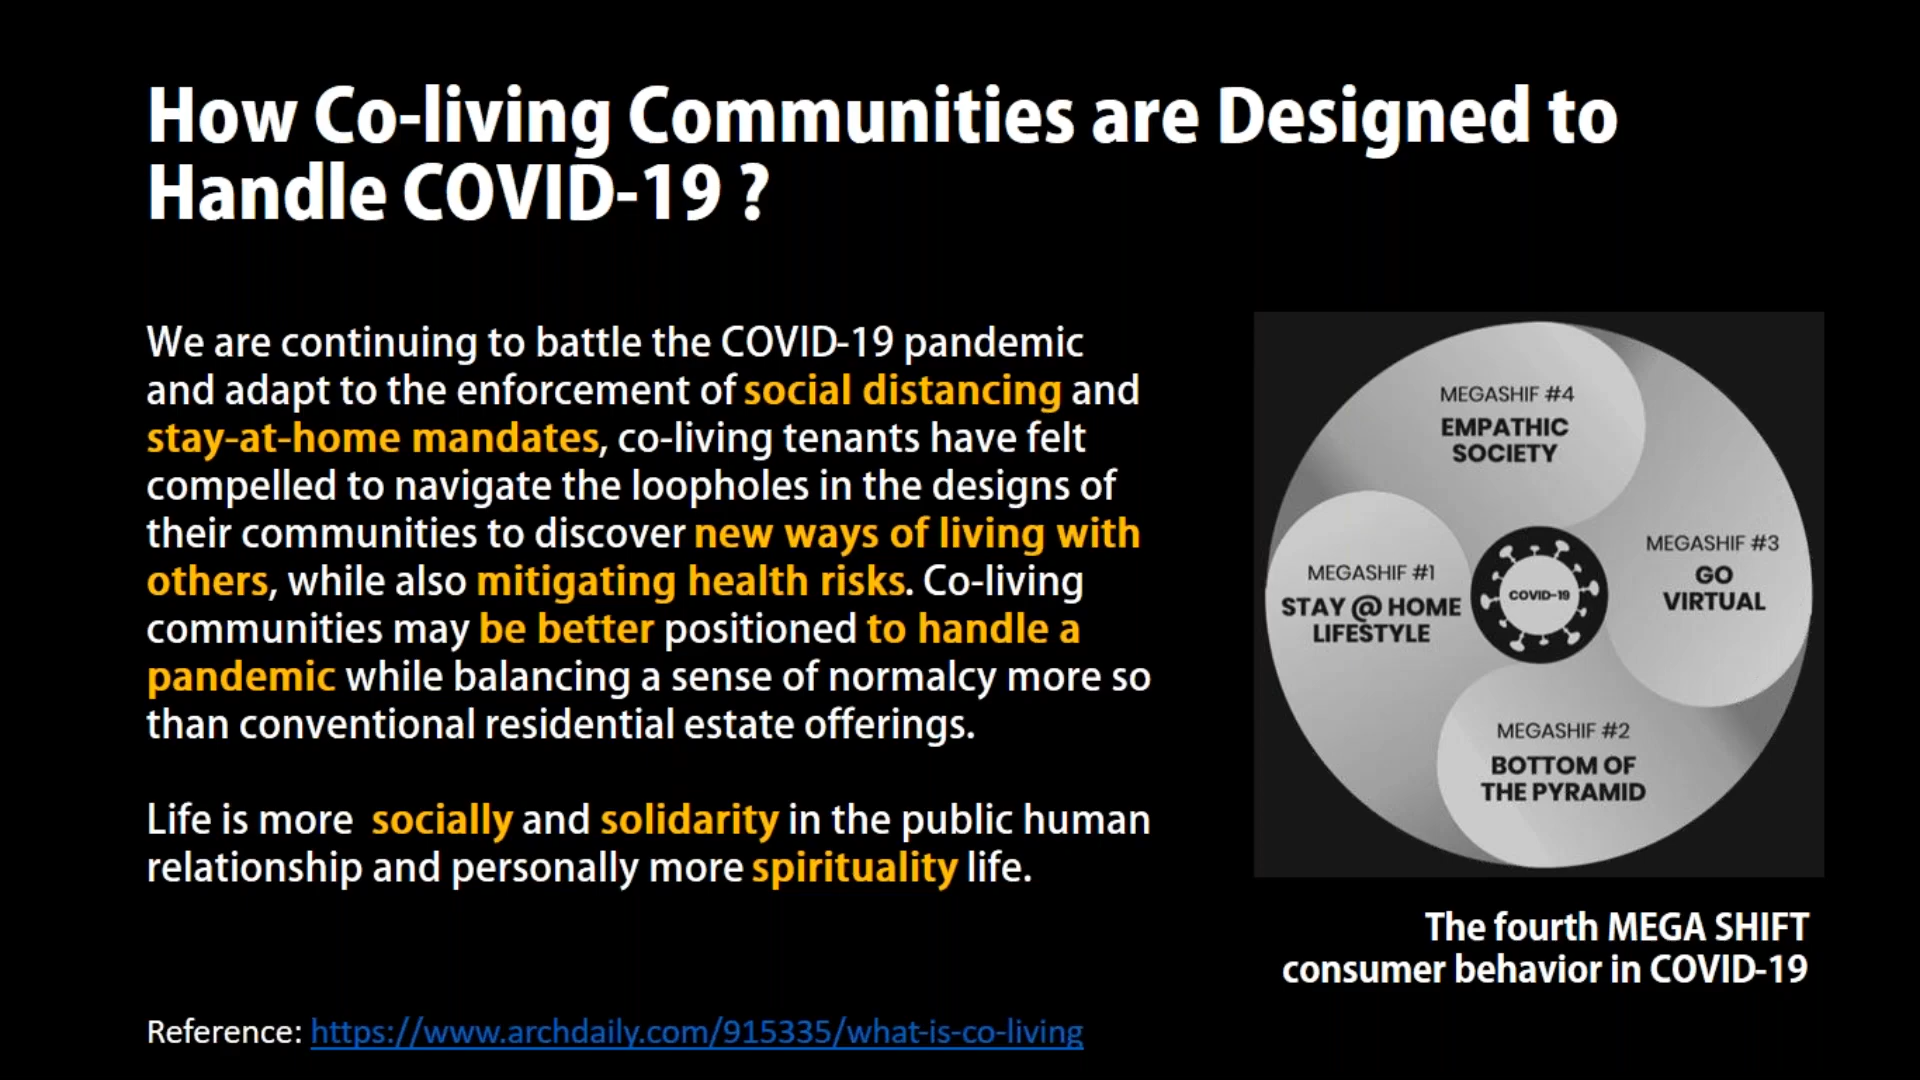 How Co-living Communities are Designed to
Handle COVID-19 ?
We are continuing to battle the COVID-19 pandemic
and adapt to the enforcement of social distancing and
stay-at-home mandates, co-living tenants have felt
compelled to navigate the loopholes in the designs of
their communities to discover new ways of living with
others, while also mitigating health risks. Co-living
communities may be better positioned to handle a
pandemic while balancing a sense of normalcy more so
than conventional residential estate offerings.
Life is more socially and solidarity in the public human
relationship and personally more spirituality life.
Reference: https://www.archdaily.com/915335/what-is-co-living
MEGASHIF #4
EMPATHIC
SOCIETY
MEGASHIF #3
GO
VIRTUAL
MEGASHIF #1
STAY @ HOME
LIFESTYLE
COVID-19
MEGASHIF #2
BOTTOM OF
THE PYRAMID
The fourth MEGA SHIFT
consumer behavior in COVID-19